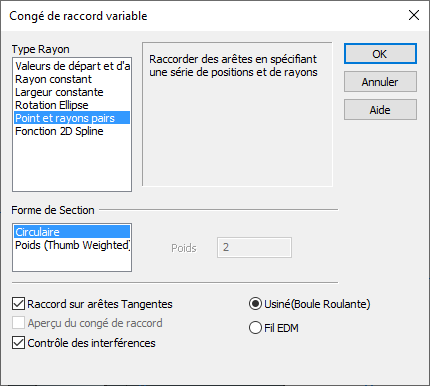 Congé de raccord variable
Type Rayon
Valeurs de départ et d'a
Rayon constant
Largeur constante
Rotation Ellipse
Point et rayons pairs
Fonction 2D Spline
Raccorder des arêtes en spécifiant
une série de positions et de rayons
OK
Annuler
Aide
Forme de Section
Circulaire
Poids (Thumb Weighted)
Poids
2
Raccord sur arêtes Tangentes
Aperçu du congé de raccord
Contrôle des interférences
Usiné(Boule Roulante)
Fil EDM